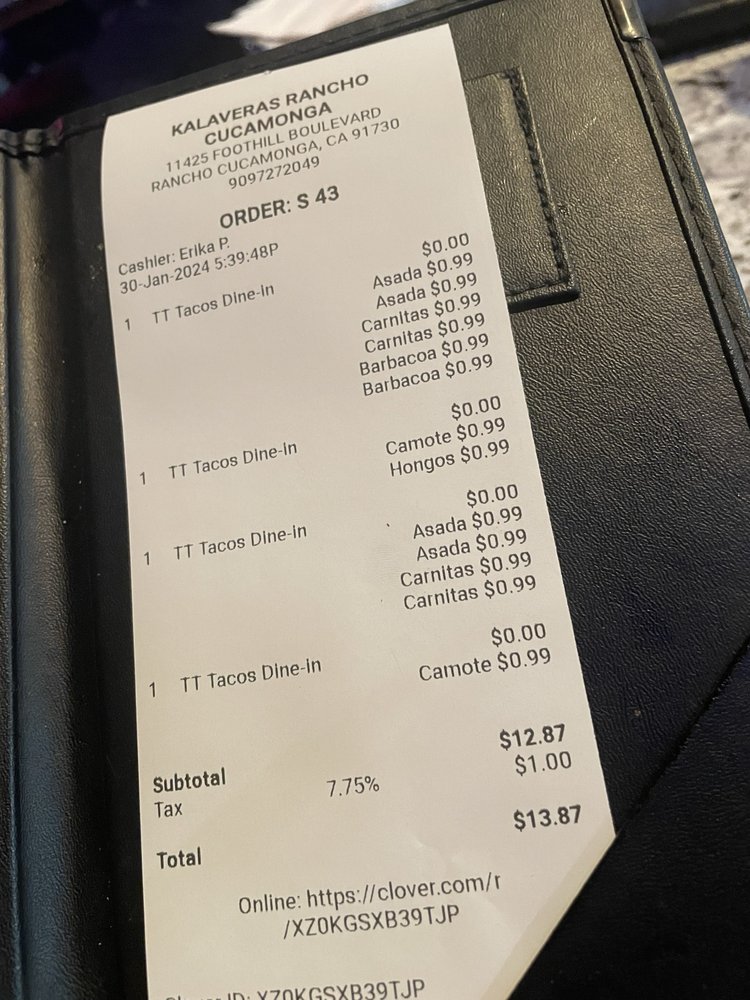 KALAVERAS RANCHO
CUCAMONGA
11425 FOOTHILL BOULEVARD
RANCHO CUCAMONGA, CA 91730
9097272049
ORDER: S 43
Cashier: Erika P.
30-Jan-2024 5:39:48P
1 TT Tacos Dine-in $0.00
Asada $0.99
Asada $0.99
Carnitas $0.99
Carnitas $0.99
Barbacoa $0.99
Barbacoa $0.99
1 TT Tacos Dine-in $0.00
Camote $0.99
Hongos $0.99
1 TT Tacos Dine-in $0.00
Asada $0.99
Asada $0.99
Carnitas $0.99
Carnitas $0.99
1 TT Tacos Dine-in $0.00
Camote $0.99
Subtotal $12.87
Tax 7.75% $1.00
Total $13.87
Online: https://clover.com/r
/XZ0KGSXB39TJP
ID: XZ0KGSXB39TJP